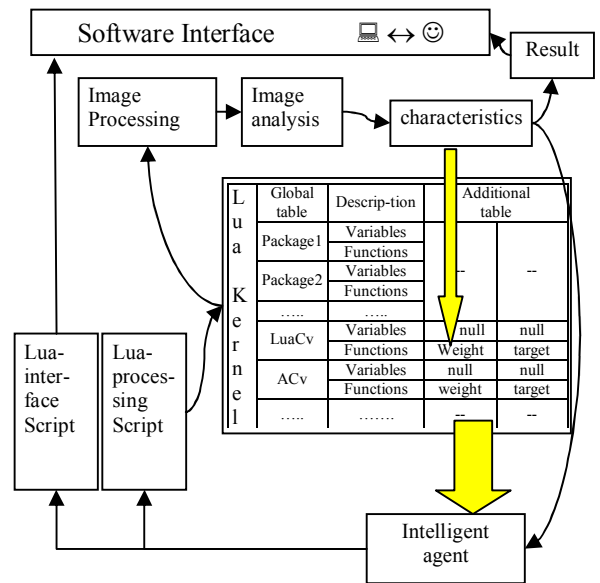 Software Interface 💻 ↔ ☺
Result
Image
Processing
Image
analysis
characteristics
Lua Kernel
Global
table
Descrip-tion
Additional
table
Package1
Variables
Functions
--
--
Package2
Variables
Functions
.....
.....
LuaCv
Variables
null
null
Functions
Weight
target
ACv
Variables
null
null
Functions
weight
target
.....
.......
--
--
Lua-
inter-
face
Script
Lua-
proces-
sing
Script
Intelligent
agent